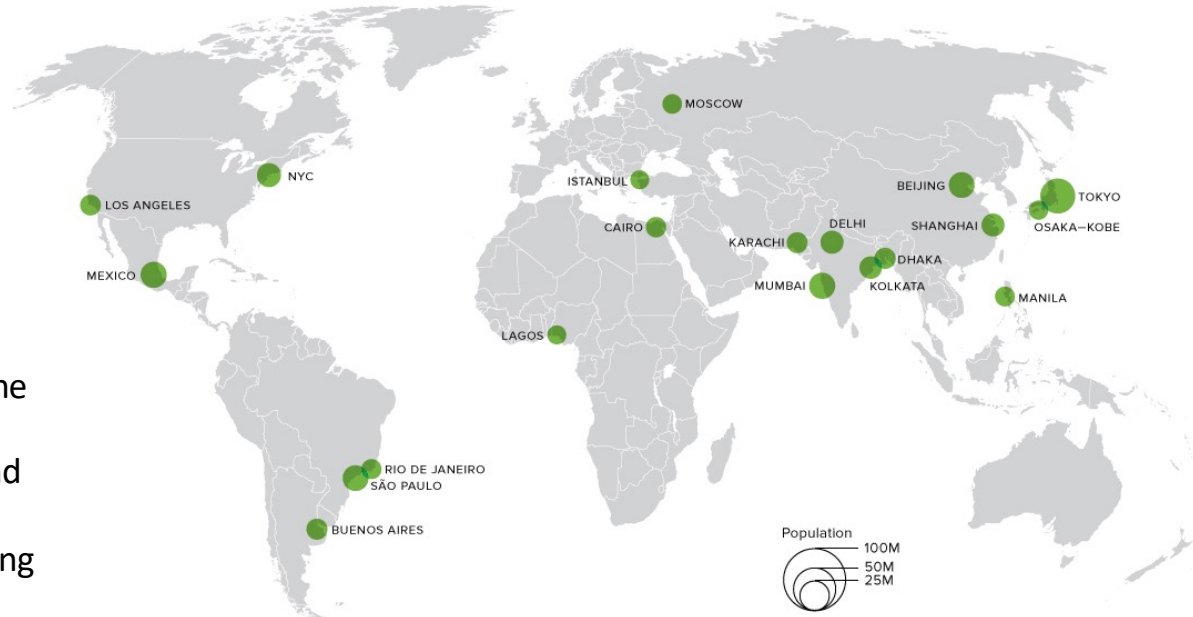 MOSCOW
NYC
ISTANBUL
BEIJING
TOKYO
LOS ANGELES
DELHI
SHANGHAI
OSAKA–KOBE
CAIRO
KARACHI
DHAKA
MEXICO
MUMBAI
KOLKATA
MANILA
LAGOS
RIO DE JANEIRO
SÃO PAULO
BUENOS AIRES
Population
100M
50M
25M